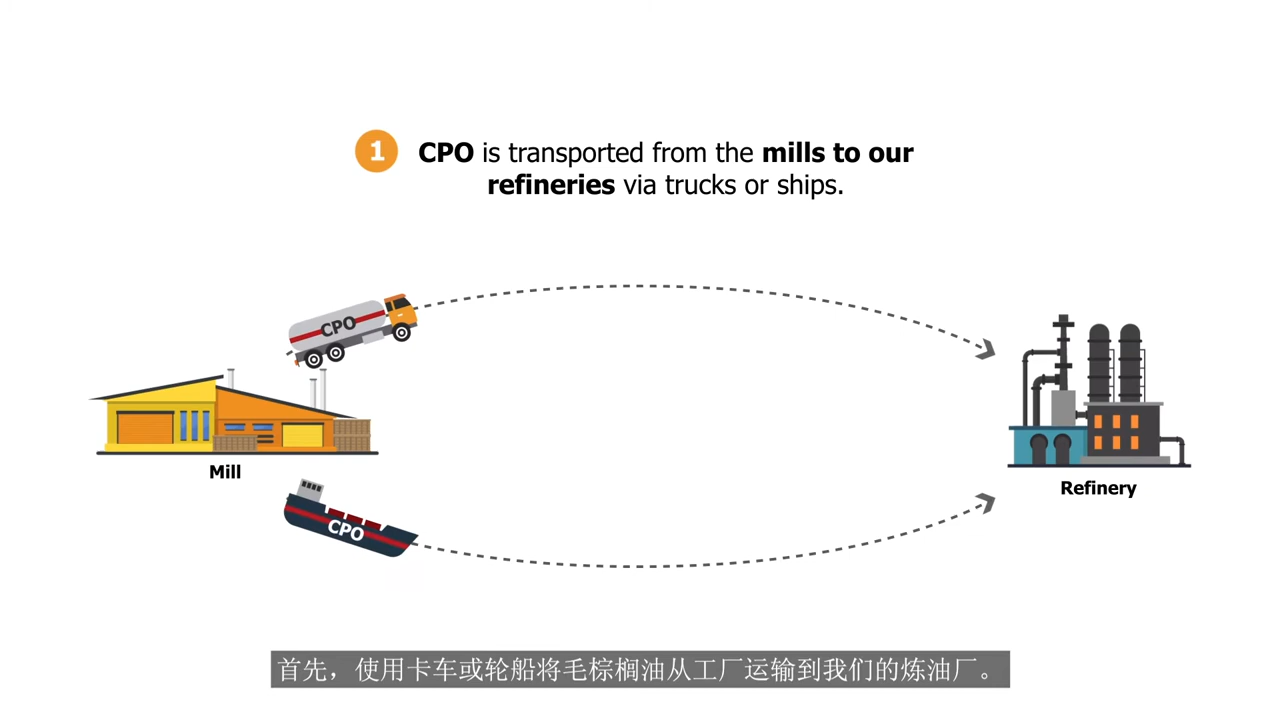 1
CPO is transported from the mills to our
refineries via trucks or ships.
CPO
Mill
CPO
Refinery
首先，使用卡车或轮船将毛棕榈油从工厂运输到我们的炼油厂。